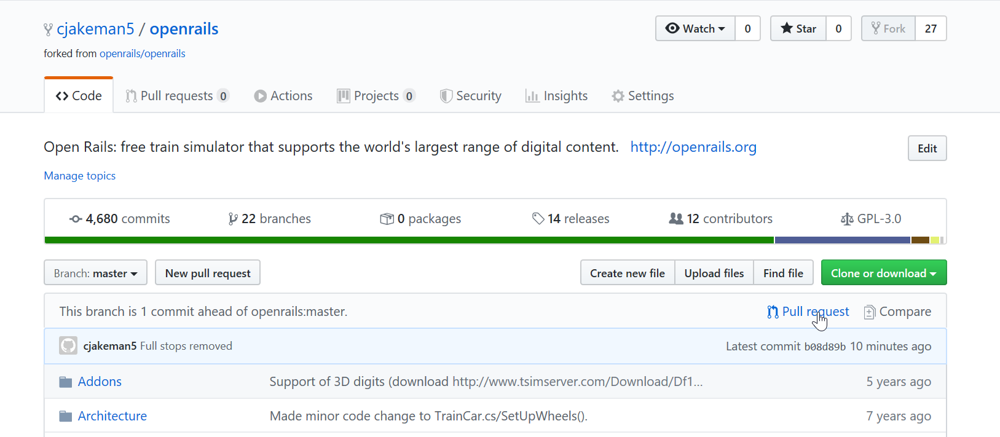 cjakeman5 / openrails Watch 0 Star 0 Fork 27
forked from openrails/openrails
Code Pull requests 0 Actions Projects 0 Security Insights Settings
Open Rails: free train simulator that supports the world's largest range of digital content. http://openrails.org Edit
Manage topics
4,680 commits 22 branches 0 packages 14 releases 12 contributors GPL-3.0
Branch: master New pull request Create new file Upload files Find file Clone or download
This branch is 1 commit ahead of openrails:master. Pull request Compare
cjakeman5 Full stops removed Latest commit b08d89b 10 minutes ago
Addons Support of 3D digits (download http://www.tsimserver.com/Download/Df1... 5 years ago
Architecture Made minor code change to TrainCar.cs/SetUpWheels(). 7 years ago